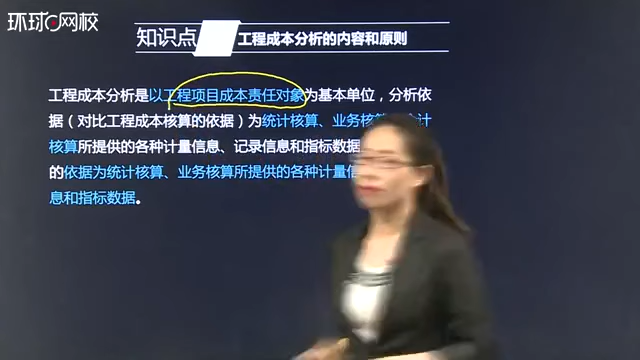 环球网校
知识点 工程成本分析的内容和原则
工程成本分析是以工程项目成本责任对象为基本单位，分析依
据（对比工程成本核算的依据）为统计核算、业务核
计
核算所提供的各种计量信息、记录信息和指标数据
的依据为统计核算、业务核算所提供的各种计量
息和指标数据。